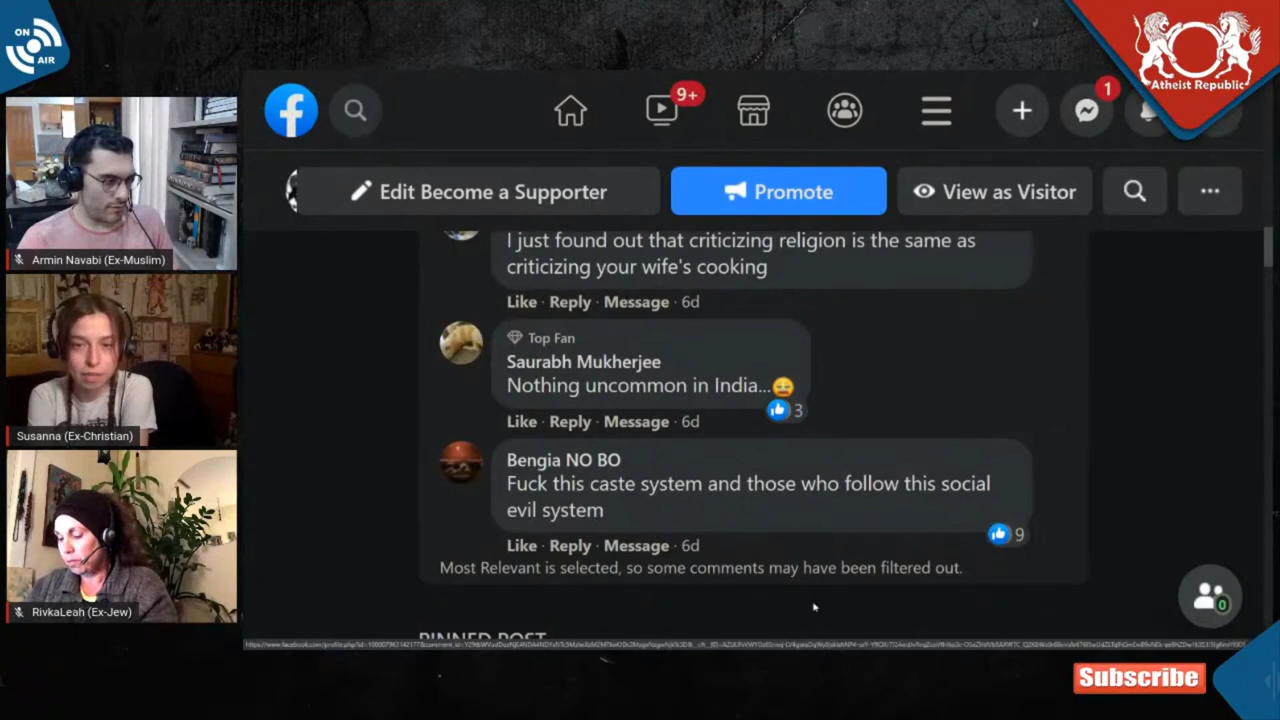 ON
AIR
Atheist Republic
9+
1
Edit Become a Supporter
Promote
View as Visitor
I just found out that criticizing religion is the same as
criticizing your wife's cooking
Like · Reply · Message · 6d
Top Fan
Saurabh Mukherjee
Nothing uncommon in India...😑
3
Like · Reply · Message · 6d
Bengia NO BO
Fuck this caste system and those who follow this social
evil system
9
Like · Reply · Message · 6d
Most Relevant is selected, so some comments may have been filtered out.
PINNED POST
0
Armin Navabi (Ex-Muslim)
Susanna (Ex-Christian)
RivkaLeah (Ex-Jew)
Subscribe